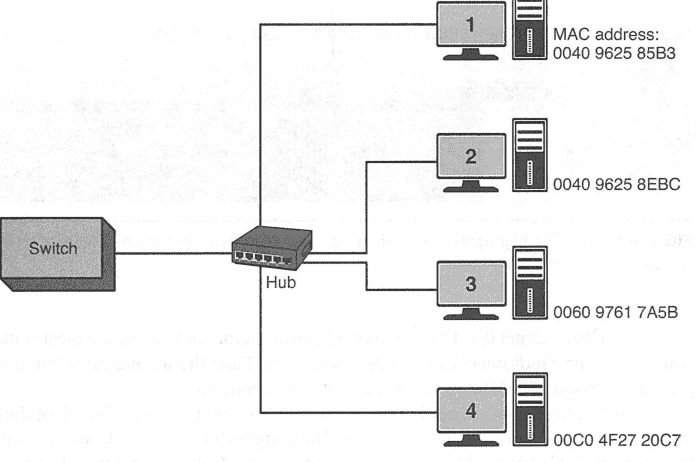 1
MAC address:
0040 9625 85B3
2
0040 9625 8EBC
Switch
Hub
3
0060 9761 7A5B
4
00C0 4F27 20C7